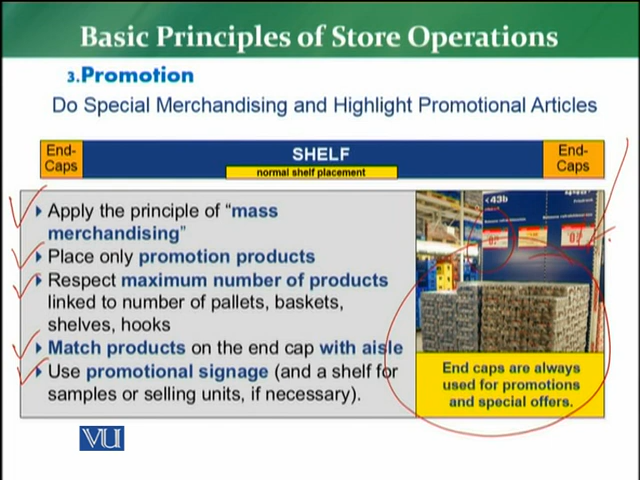 Basic Principles of Store Operations
3.Promotion
Do Special Merchandising and Highlight Promotional Articles
End-
Caps
SHELF
normal shelf placement
End-
Caps
Apply the principle of “mass
merchandising”
Place only promotion products
Respect maximum number of products
linked to number of pallets, baskets,
shelves, hooks
Match products on the end cap with aisle
Use promotional signage (and a shelf for
samples or selling units, if necessary).
<43b
End caps are always
used for promotions
and special offers.
VU